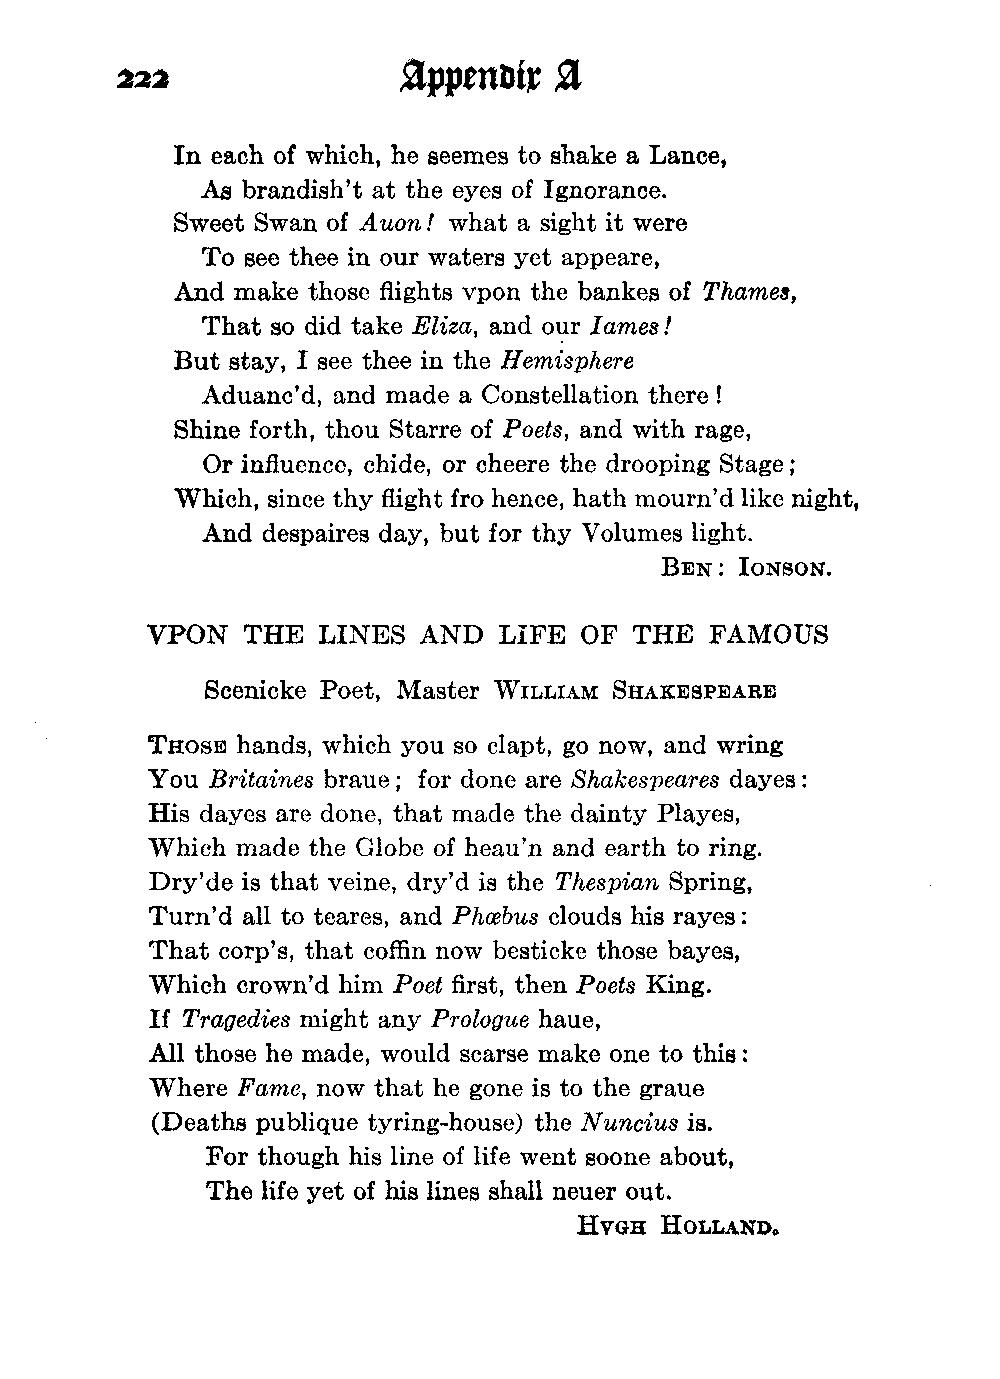 222 Appendix A
In each of which, he seemes to shake a Lance,
As brandish't at the eyes of Ignorance.
Sweet Swan of Auon! what a sight it were
To see thee in our waters yet appeare,
And make those flights vpon the bankes of Thames,
That so did take Eliza, and our Iames!
But stay, I see thee in the Hemisphere
Aduanc'd, and made a Constellation there!
Shine forth, thou Starre of Poets, and with rage,
Or influence, chide, or cheere the drooping Stage;
Which, since thy flight fro hence, hath mourn'd like night,
And despaires day, but for thy Volumes light.
BEN: IONSON.
VPON THE LINES AND LIFE OF THE FAMOUS
Scenicke Poet, Master WILLIAM SHAKESPEARE
THOSE hands, which you so clapt, go now, and wring
You Britaines braue; for done are Shakespeares dayes:
His dayes are done, that made the dainty Playes,
Which made the Globe of heau'n and earth to ring.
Dry'de is that veine, dry'd is the Thespian Spring,
Turn'd all to teares, and Phœbus clouds his rayes:
That corp's, that coffin now besticke those bayes,
Which crown'd him Poet first, then Poets King.
If Tragedies might any Prologue haue,
All those he made, would scarse make one to this:
Where Fame, now that he gone is to the graue
(Deaths publique tyring-house) the Nuncius is.
For though his line of life went soone about,
The life yet of his lines shall neuer out.
HVGH HOLLAND.